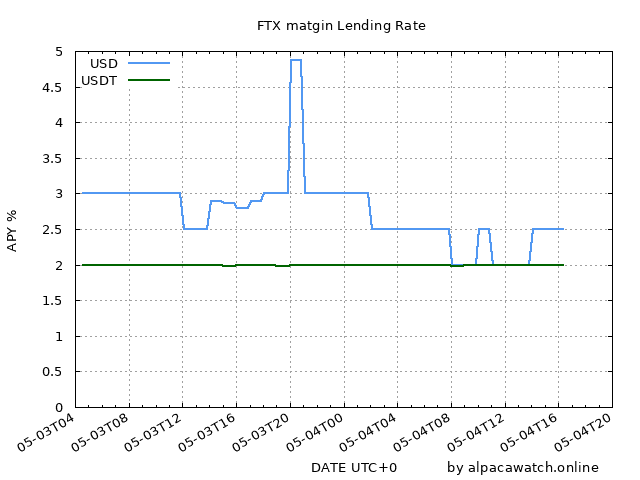 FTX matgin Lending Rate
USD
USDT
5
4.5
4
3.5
3
2.5
2
1.5
1
0.5
0
APY %
05-03T04
05-03T08
05-03T12
05-03T16
05-03T20
05-04T00
05-04T04
05-04T08
05-04T12
05-04T16
05-04T20
DATE UTC+0
by alpacawatch.online